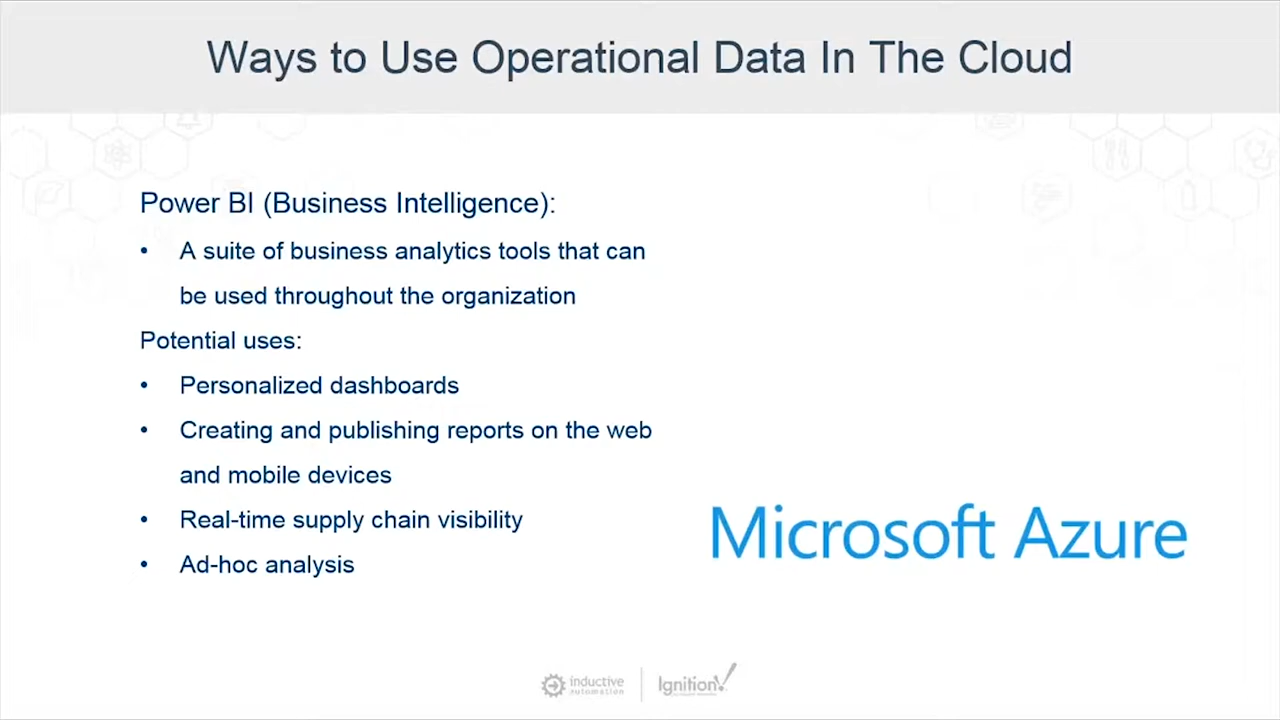 Ways to Use Operational Data In The Cloud
Power BI (Business Intelligence):
• A suite of business analytics tools that can
be used throughout the organization
Potential uses:
• Personalized dashboards
• Creating and publishing reports on the web
and mobile devices
• Real-time supply chain visibility
• Ad-hoc analysis
Microsoft Azure
inductive
automation
Ignition!